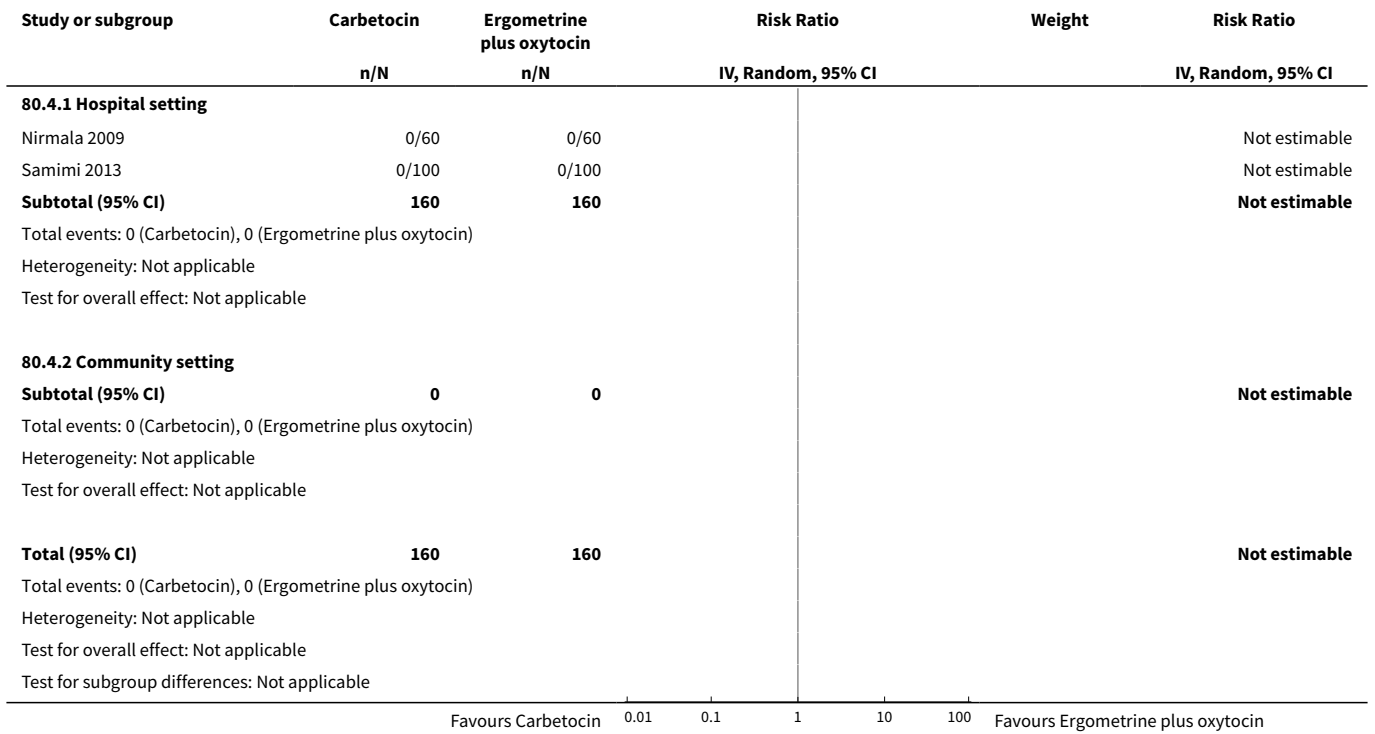 Study or subgroup Carbetocin Ergometrine plus oxytocin Risk Ratio Weight Risk Ratio
n/N n/N IV, Random, 95% CI IV, Random, 95% CI
80.4.1 Hospital setting
Nirmala 2009 0/60 0/60 Not estimable
Samimi 2013 0/100 0/100 Not estimable
Subtotal (95% CI) 160 160 Not estimable
Total events: 0 (Carbetocin), 0 (Ergometrine plus oxytocin)
Heterogeneity: Not applicable
Test for overall effect: Not applicable
80.4.2 Community setting
Subtotal (95% CI) 0 0 Not estimable
Total events: 0 (Carbetocin), 0 (Ergometrine plus oxytocin)
Heterogeneity: Not applicable
Test for overall effect: Not applicable
Total (95% CI) 160 160 Not estimable
Total events: 0 (Carbetocin), 0 (Ergometrine plus oxytocin)
Heterogeneity: Not applicable
Test for overall effect: Not applicable
Test for subgroup differences: Not applicable
Favours Carbetocin 0.01 0.1 1 10 100 Favours Ergometrine plus oxytocin